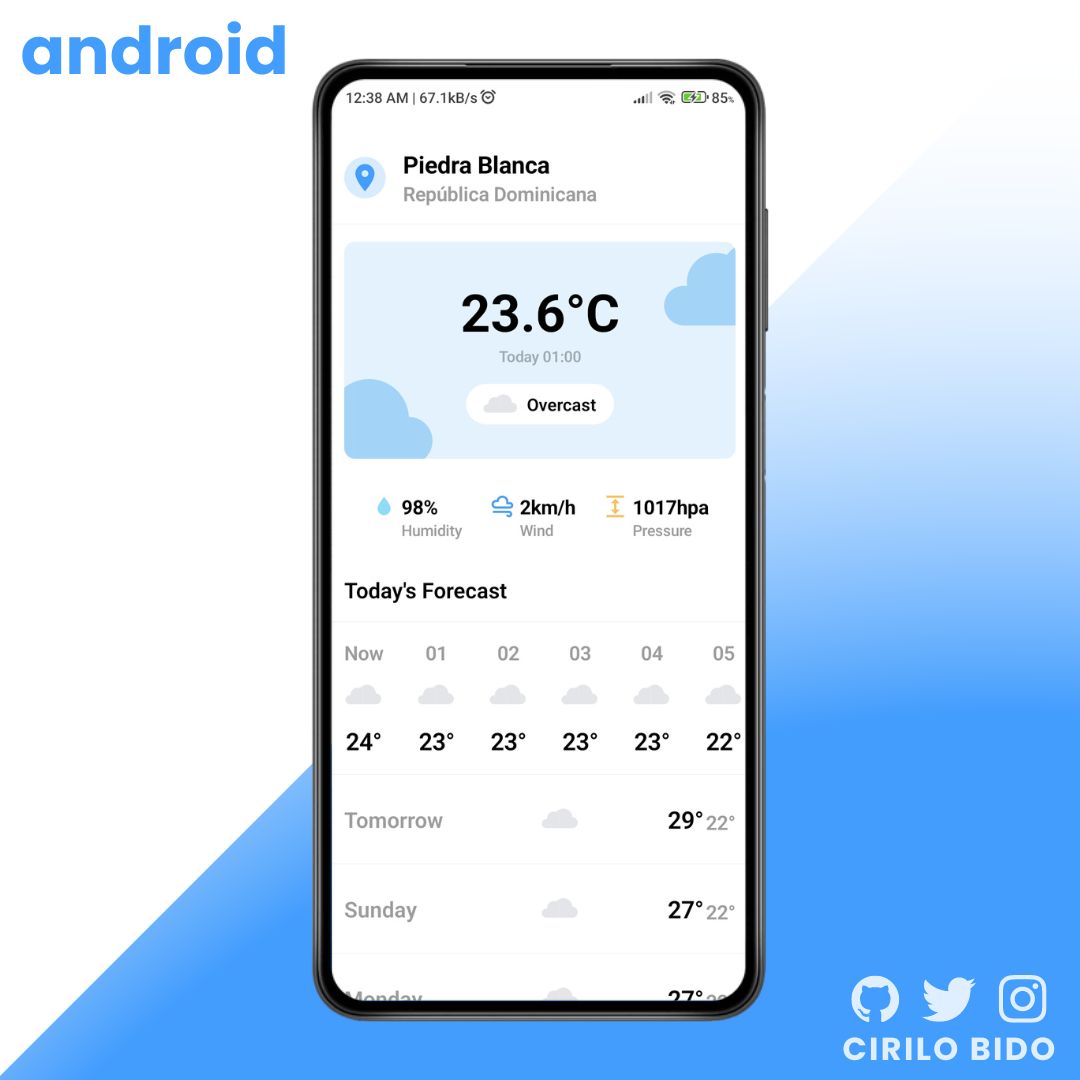 android
12:38 AM | 67.1kB/s 85%
Piedra Blanca
República Dominicana
23.6°C
Today 01:00
Overcast
98% 2km/h 1017hpa
Humidity Wind Pressure
Today's Forecast
Now 01 02 03 04 05
24° 23° 23° 23° 23° 22°
Tomorrow 29° 22°
Sunday 27° 22°
Monday 27°
CIRILO BIDO